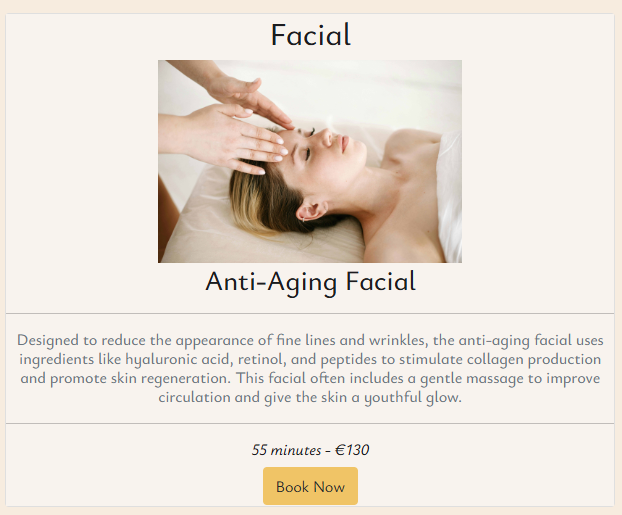 Facial
Anti-Aging Facial
Designed to reduce the appearance of fine lines and wrinkles, the anti-aging facial uses
ingredients like hyaluronic acid, retinol, and peptides to stimulate collagen production
and promote skin regeneration. This facial often includes a gentle massage to improve
circulation and give the skin a youthful glow.
55 minutes - €130
Book Now